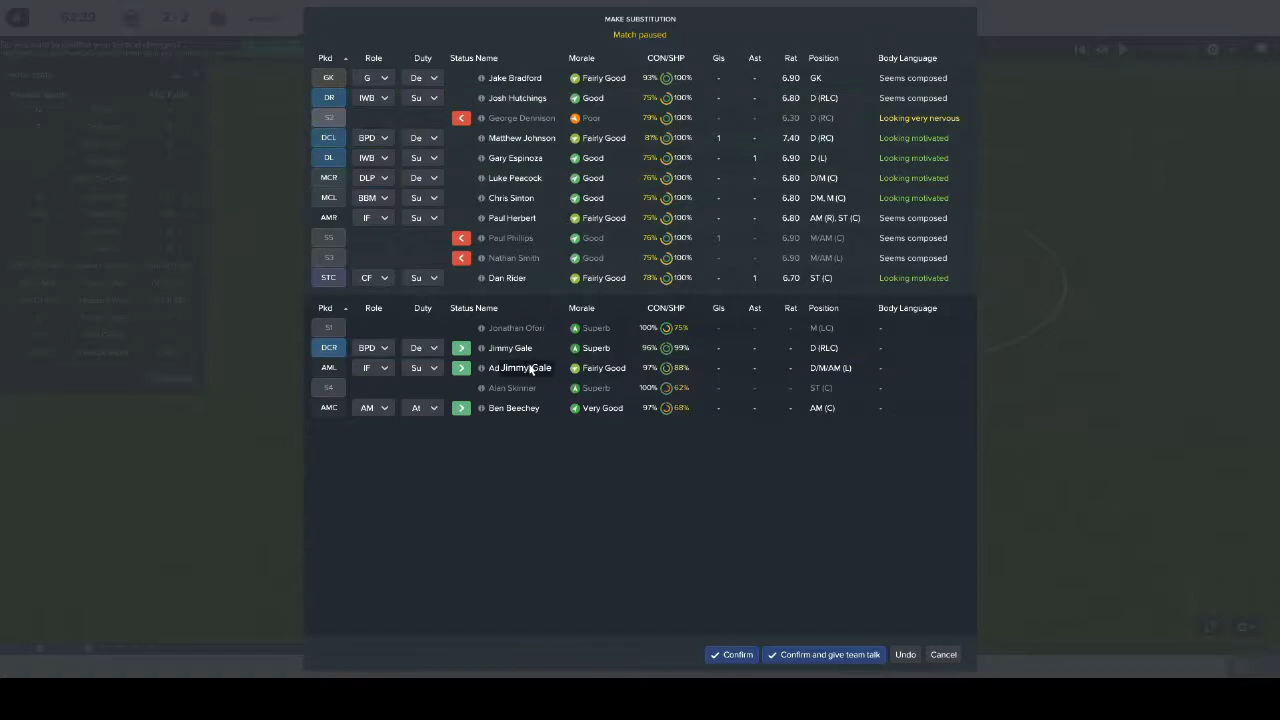 MAKE SUBSTITUTION
Match paused
Pkd Role Duty Status Name Morale CON/SHP Gls Ast Rat Position Body Language
GK G De Jake Bradford Fairly Good 93% 100% - - 6.90 GK Seems composed
DR IWB Su Josh Hutchings Good 75% 100% - - 6.80 D (RLC) Seems composed
S2 George Dennison Poor 79% 100% - - 6.30 D (RC) Looking very nervous
DCL BPD De Matthew Johnson Fairly Good 81% 100% 1 - 7.40 D (RC) Looking motivated
DL IWB Su Gary Espinoza Good 75% 100% - 1 6.90 D (L) Looking motivated
MCR DLP De Luke Peacock Good 76% 100% - - 6.80 D/M (C) Looking motivated
MCL BBM Su Chris Sinton Good 75% 100% - - 6.80 DM, M (C) Looking motivated
AMR IF Su Paul Herbert Fairly Good 75% 100% - - 6.80 AM (R), ST (C) Seems composed
S5 Paul Phillips Good 76% 100% 1 - 6.90 M/AM (C) Seems composed
S3 Nathan Smith Good 75% 100% - - 6.90 M/AM (L) Seems composed
STC CF Su Dan Rider Fairly Good 78% 100% - 1 6.70 ST (C) Looking motivated
Pkd Role Duty Status Name Morale CON/SHP Gls Ast Rat Position Body Language
S1 Jonathan Ofori Superb 100% 75% - - - M (LC) -
DCR BPD De Jimmy Gale Superb 96% 99% - - - D (RLC) -
AML IF Su Ad Jimmy Gale Fairly Good 97% 88% - - - D/M/AM (L) -
S4 Alen Skinner Superb 100% 62% - - - ST (C) -
AMC AM At Ben Beechey Very Good 97% 68% - - - AM (C) -
Confirm Confirm and give team talk Undo Cancel